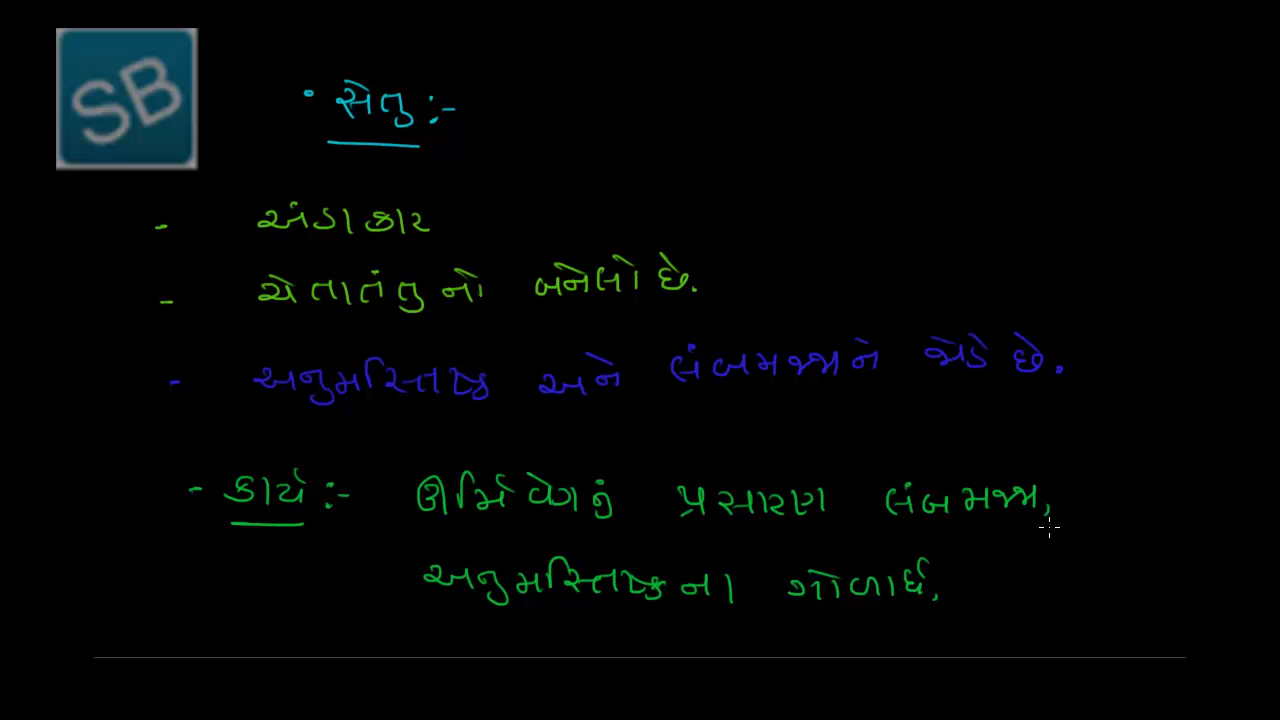 SB
• સેતુ :-
- અંડાકાર
- ચેતાતંતુનો બનેલો છે.
- અનુમસ્તિષ્ક અને લંબમજ્જાને જોડે છે.
- કાર્ય :- ઊર્મિવેગનું પ્રસારણ લંબમજ્જા,
અનુમસ્તિષ્કના ગોળાર્ધ,